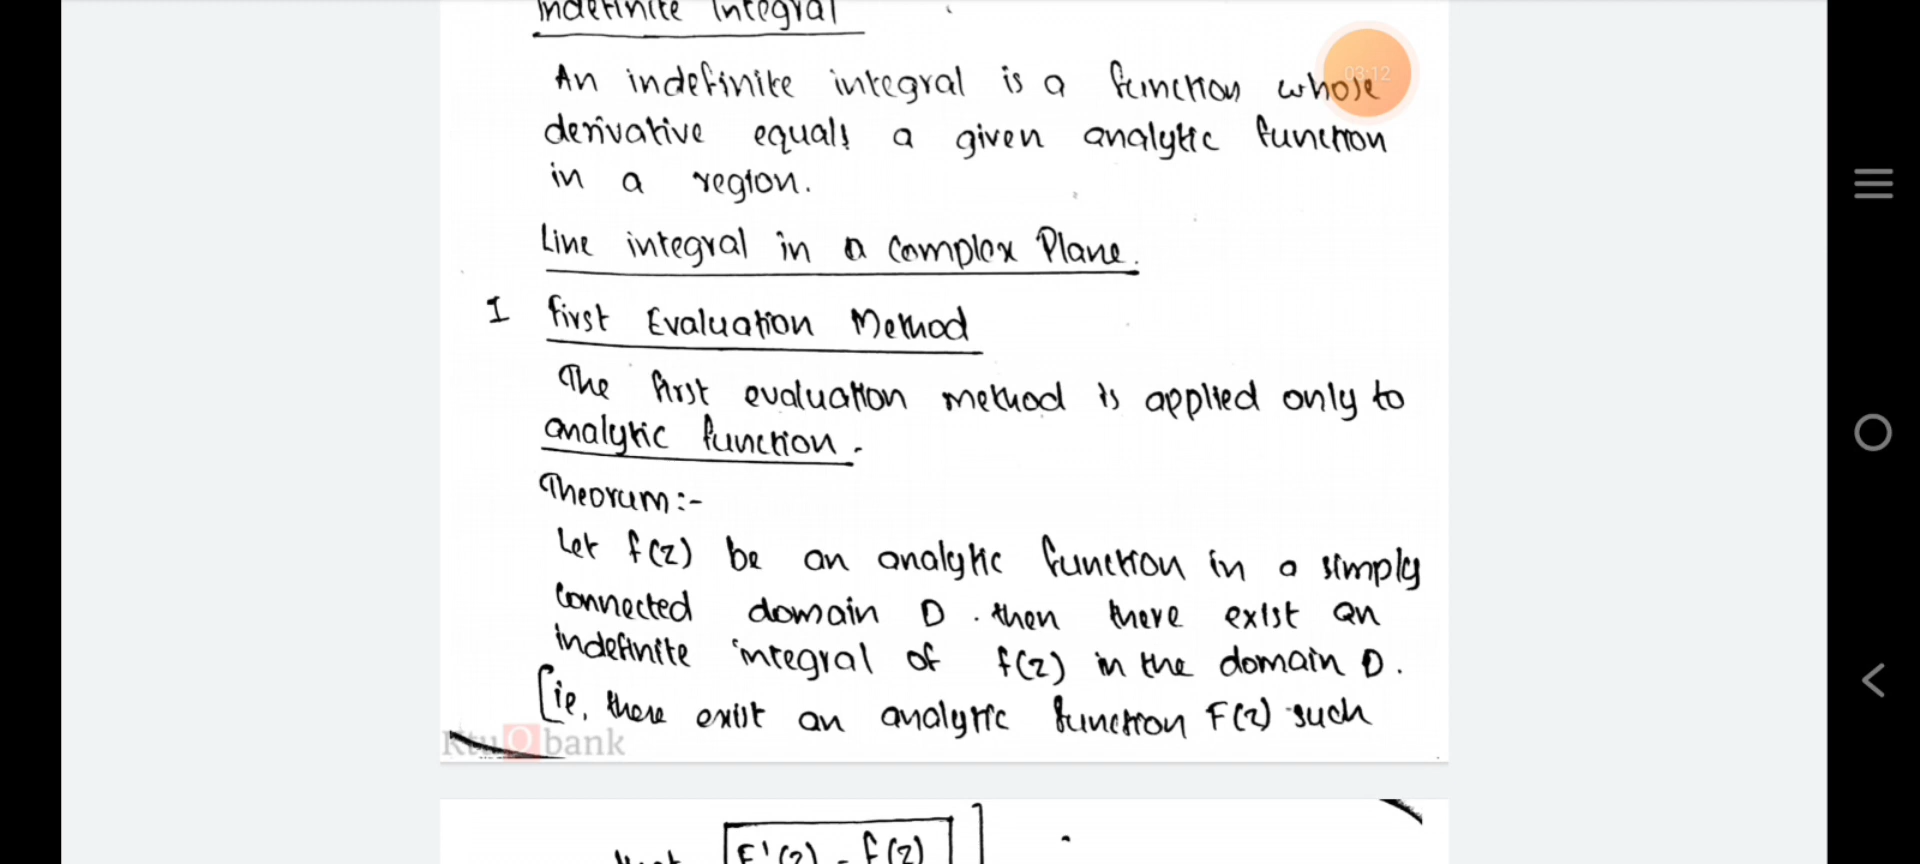 Indefinite Integral
An indefinite integral is a function whose
03:12
derivative equals a given analytic function
in a region.
Line integral in a Complex Plane.
I first Evaluation Method
The first evaluation method is applied only to
analytic function.
Theorum:-
Let f(z) be an analytic function in a simply
connected domain D. then there exist an
indefinite integral of f(z) in the domain D.
[ie, there exist an analytic function F(z) such
KtuQbank
that F'(z) = f(z) ]